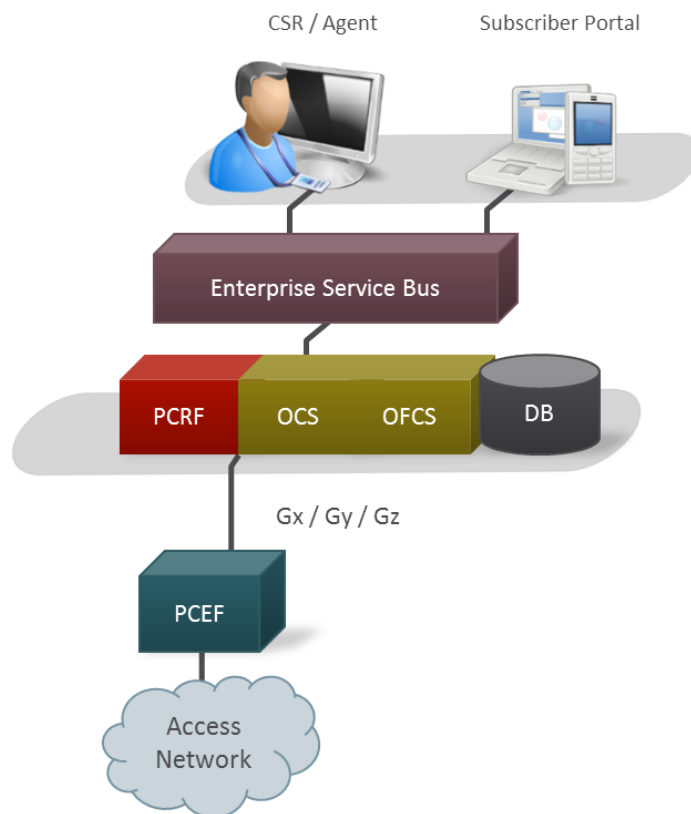 CSR / Agent
Subscriber Portal
Enterprise Service Bus
PCRF
OCS
OFCS
DB
Gx / Gy / Gz
PCEF
Access
Network